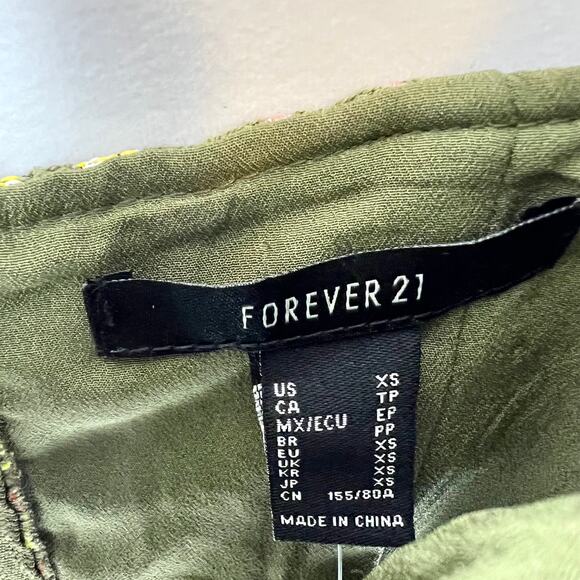 FOREVER 21
US XS
CA TP
MX/ECU EP
BR PP
EU XS
UK XS
KR XS
JP XS
CN 155/80A
MADE IN CHINA